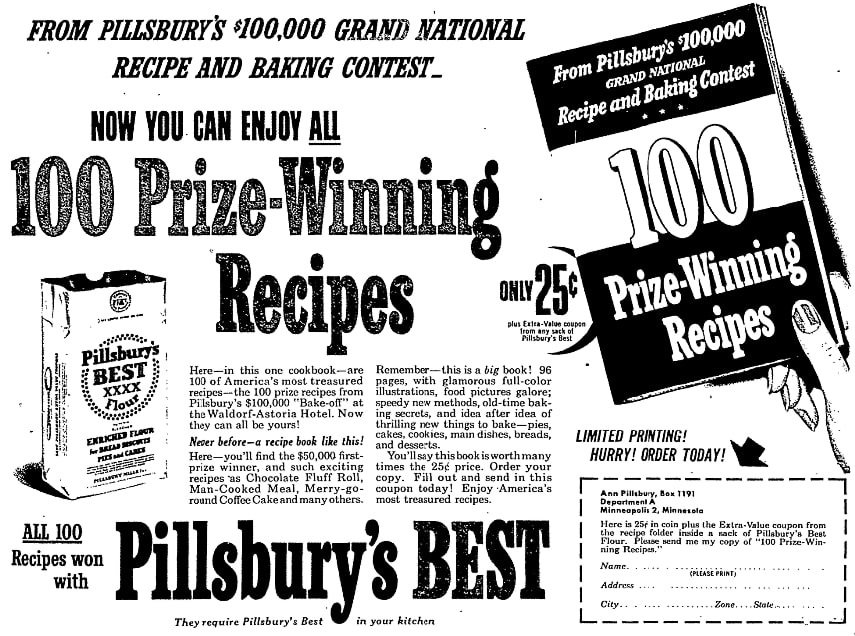 FROM PILLSBURY'S $100,000 GRAND NATIONAL
RECIPE AND BAKING CONTEST—
NOW YOU CAN ENJOY ALL
100 Prize-Winning
Recipes
From Pillsbury's $100,000
GRAND NATIONAL
Recipe and Baking Contest
* * *
100
Prize-Winning
Recipes
ONLY 25¢
plus Extra-Value coupon
from any sack of
Pillsbury's Best
Pillsbury's
BEST
XXXX
Flour
ENRICHED FLOUR
for BREAD BISCUITS
PIES and CAKES
PILLSBURY MILLS
Here—in this one cookbook—are
100 of America's most treasured
recipes—the 100 prize recipes from
Pillsbury's $100,000 "Bake-off" at
the Waldorf-Astoria Hotel. Now
they can all be yours!
Never before—a recipe book like this!
Here—you'll find the $50,000 first-
prize winner, and such exciting
recipes as Chocolate Fluff Roll,
Man-Cooked Meal, Merry-go-
round Coffee Cake and many others.
Remember—this is a big book! 96
pages, with glamorous full-color
illustrations, food pictures galore;
speedy new methods, old-time bak-
ing secrets, and idea after idea of
thrilling new things to bake—pies,
cakes, cookies, main dishes, breads,
and desserts.
You'll say this book is worth many
times the 25¢ price. Order your
copy. Fill out and send in this
coupon today! Enjoy America's
most treasured recipes.
LIMITED PRINTING!
HURRY! ORDER TODAY!
Ann Pillsbury, Box 1191
Department A
Minneapolis 2, Minnesota
Here is 25¢ in coin plus the Extra-Value coupon from
the recipe folder inside a sack of Pillsbury's Best
Flour. Please send me my copy of "100 Prize-Win-
ning Recipes."
Name
(PLEASE PRINT)
Address
City Zone State
ALL 100
Recipes won
with
Pillsbury's BEST
They require Pillsbury's Best in your kitchen